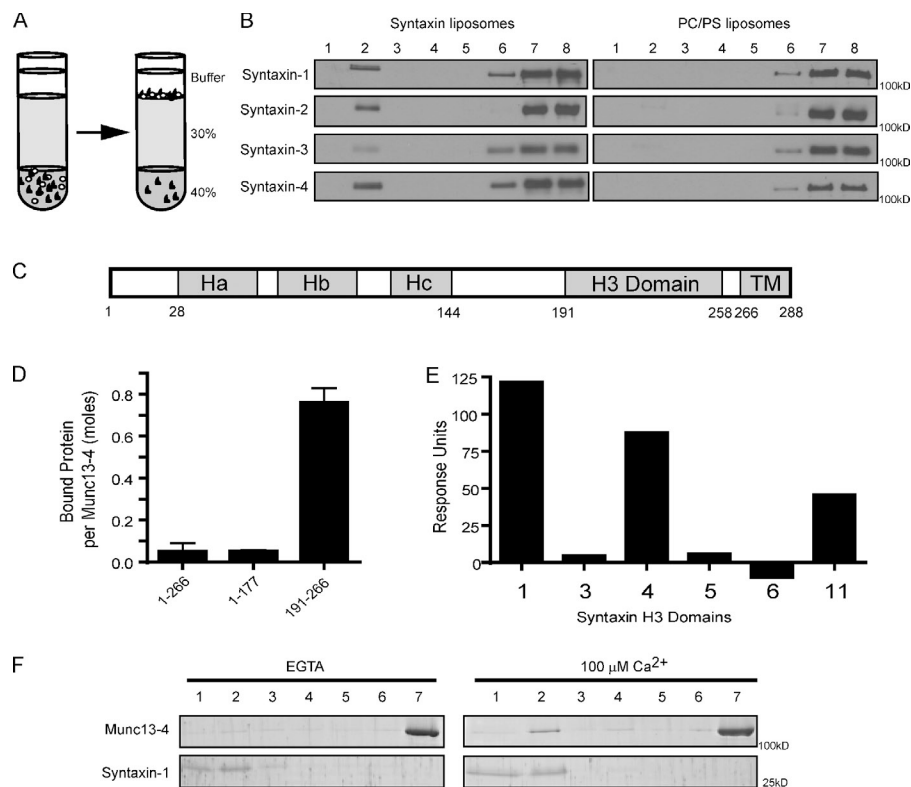 A
Buffer
30%
40%
B
Syntaxin liposomes
PC/PS liposomes
1 2 3 4 5 6 7 8
1 2 3 4 5 6 7 8
Syntaxin-1
100kD
Syntaxin-2
100kD
Syntaxin-3
100kD
Syntaxin-4
100kD
C
Ha
Hb
Hc
H3 Domain
TM
1 28 144 191 258 266 288
D
Bound Protein
per Munc13-4 (moles)
0.8
0.6
0.4
0.2
0.0
1-266
1-177
191-266
E
Response Units
125
100
75
50
25
0
1 3 4 5 6 11
Syntaxin H3 Domains
F
EGTA
100 µM Ca2+
1 2 3 4 5 6 7
1 2 3 4 5 6 7
Munc13-4
100kD
Syntaxin-1
25kD